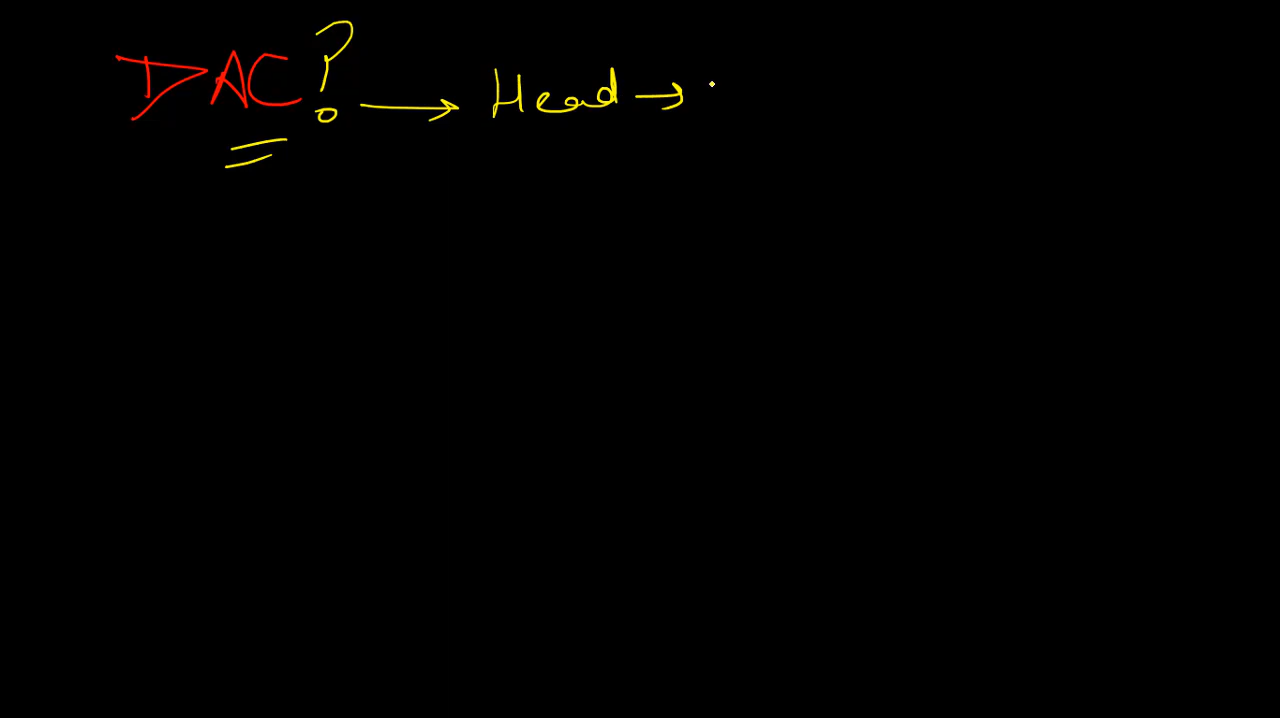 DAC? → Head →